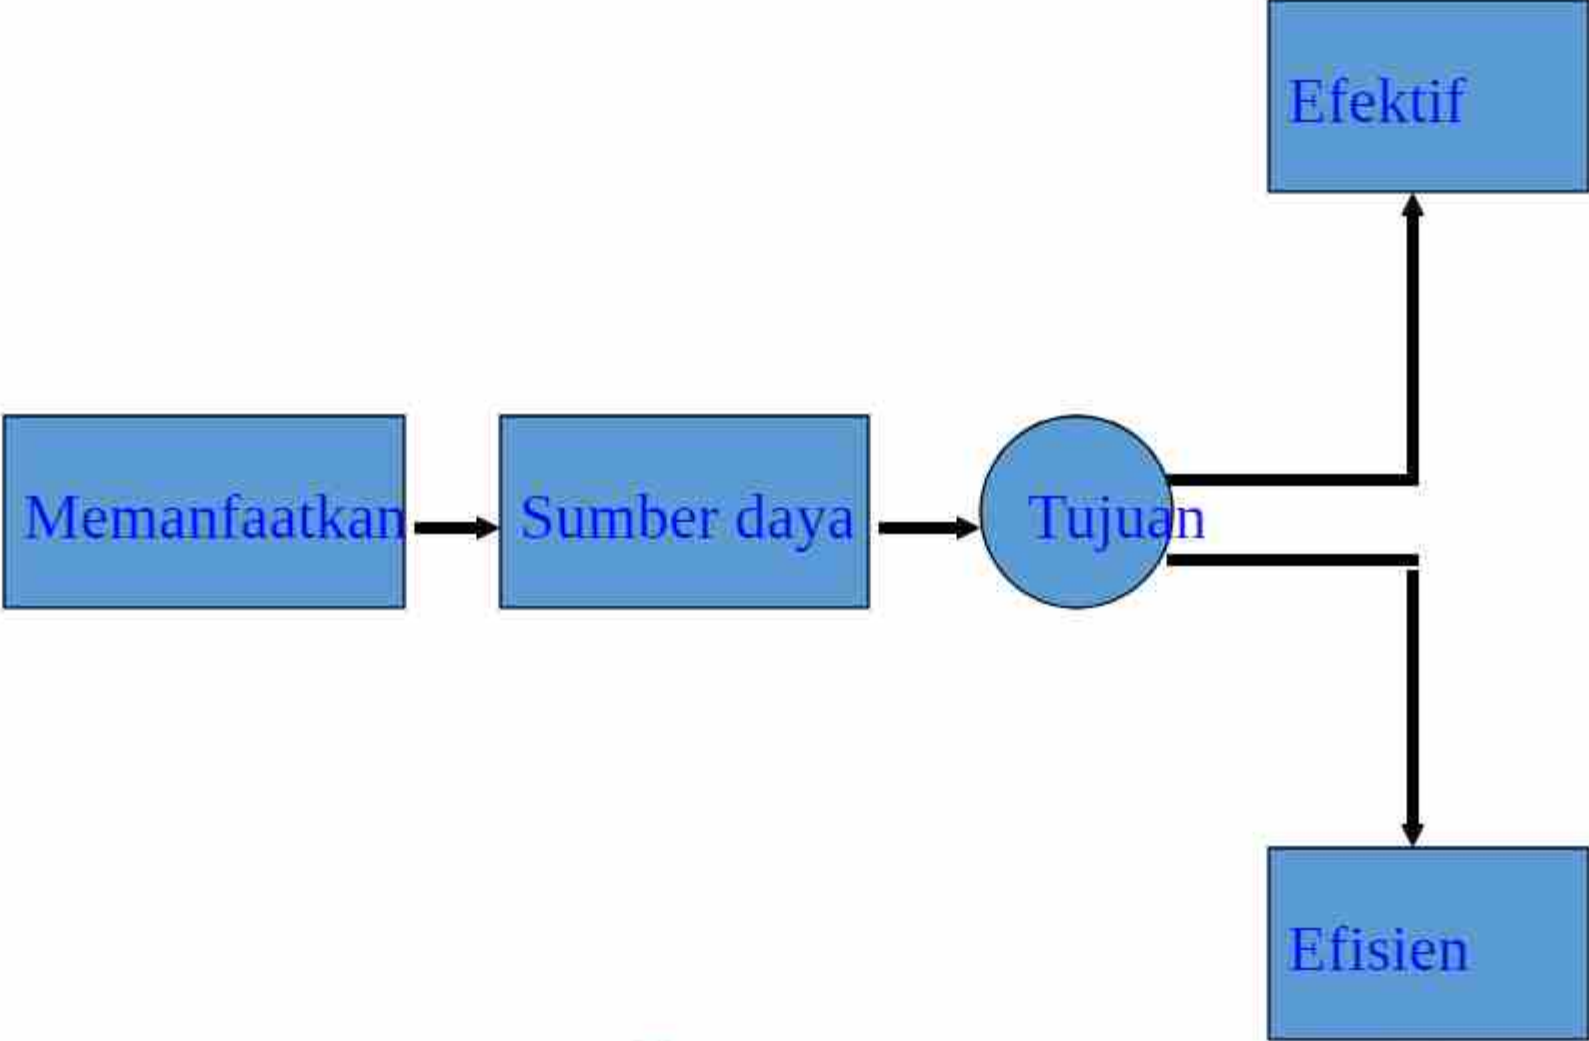 Efektif
Memanfaatkan
Sumber daya
Tujuan
Efisien